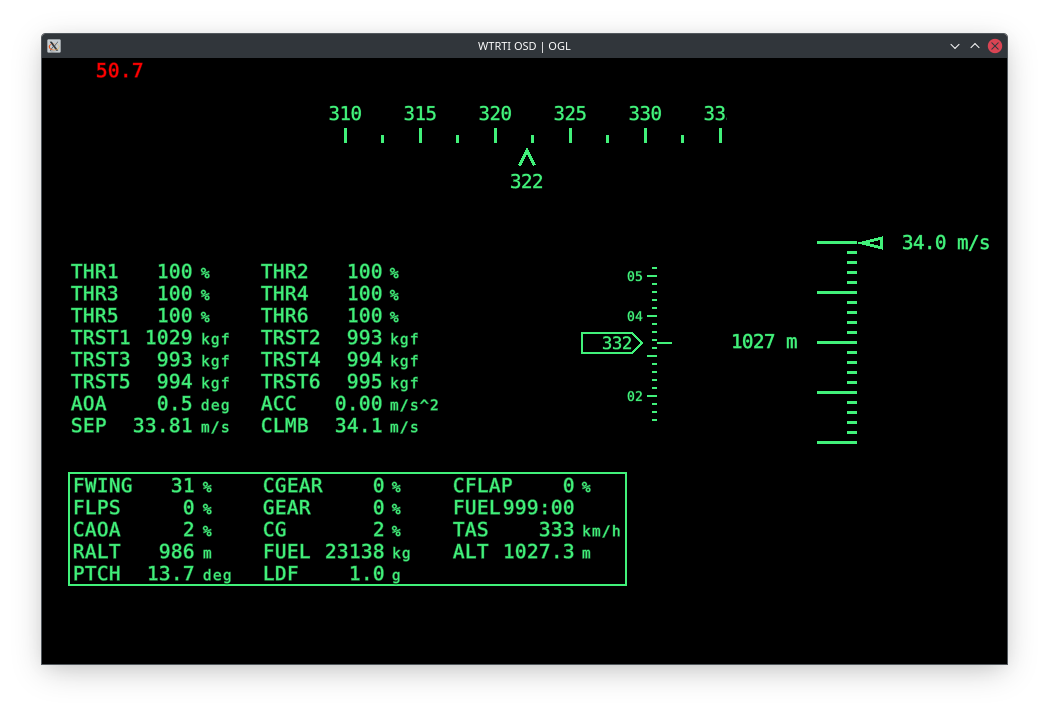 WTRTI OSD | OGL
50.7
310 315 320 325 330 33
322
34.0 m/s
THR1 100 % THR2 100 %
THR3 100 % THR4 100 %
THR5 100 % THR6 100 %
TRST1 1029 kgf TRST2 993 kgf
TRST3 993 kgf TRST4 994 kgf
TRST5 994 kgf TRST6 995 kgf
AOA 0.5 deg ACC 0.00 m/s^2
SEP 33.81 m/s CLMB 34.1 m/s
05
04
332
02
1027 m
FWING 31 % CGEAR 0 % CFLAP 0 %
FLPS 0 % GEAR 0 % FUEL999:00
CAOA 2 % CG 2 % TAS 333 km/h
RALT 986 m FUEL 23138 kg ALT 1027.3 m
PTCH 13.7 deg LDF 1.0 g